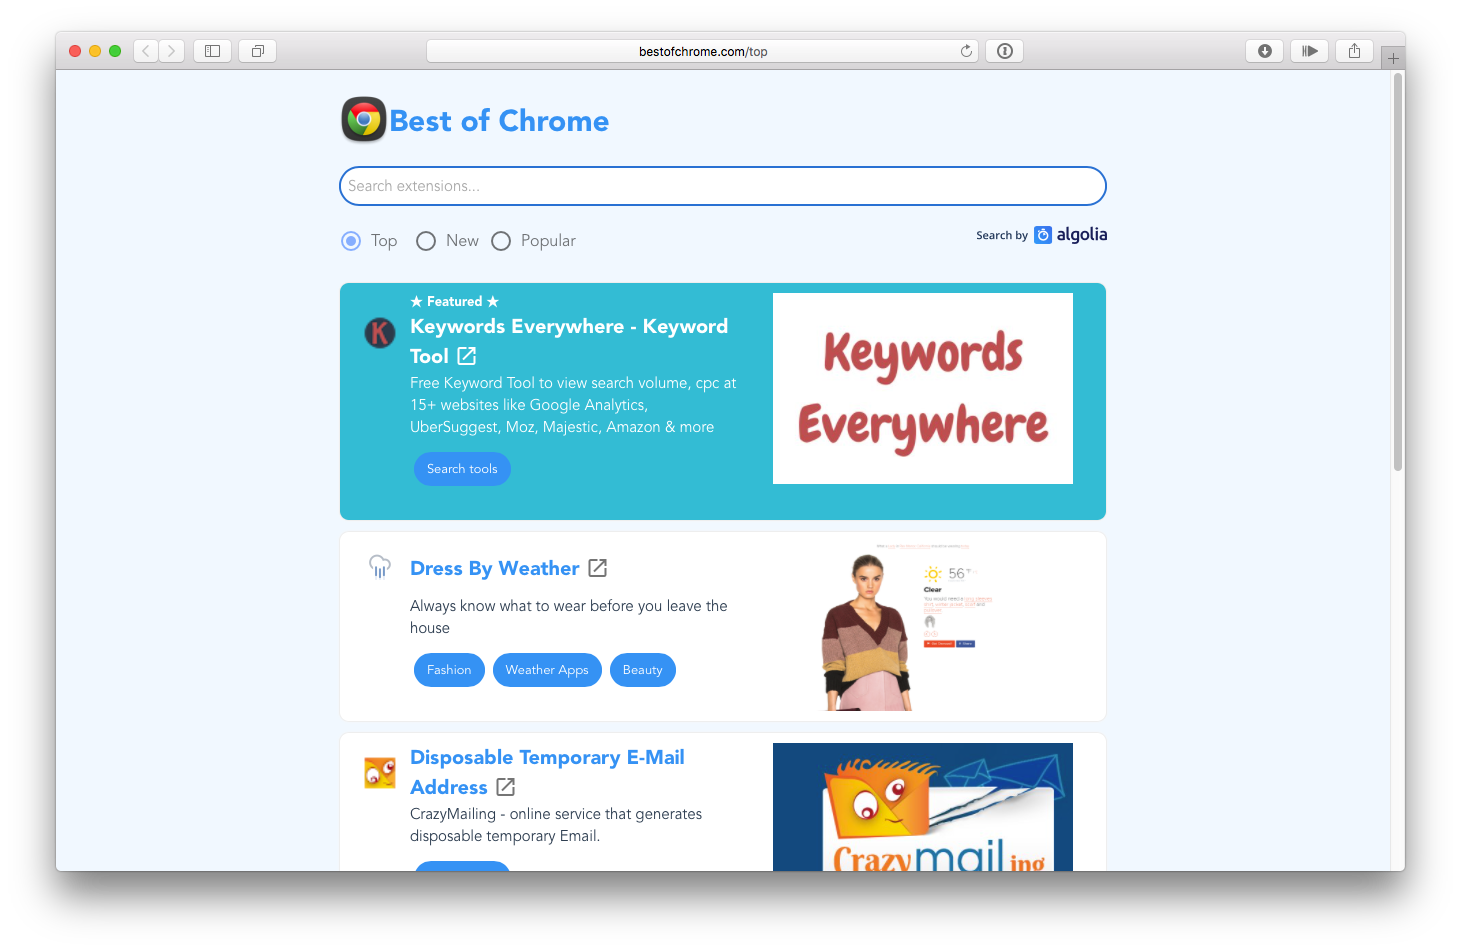 bestofchrome.com/top
Best of Chrome
Search extensions...
Top New Popular
Search by algolia
★ Featured ★
K
Keywords Everywhere - Keyword
Tool
Free Keyword Tool to view search volume, cpc at
15+ websites like Google Analytics,
UberSuggest, Moz, Majestic, Amazon & more
Search tools
Keywords
Everywhere
Dress By Weather
Always know what to wear before you leave the
house
Fashion Weather Apps Beauty
56
Clear
Disposable Temporary E-Mail
Address
CrazyMailing - online service that generates
disposable temporary Email.
Crazymailing